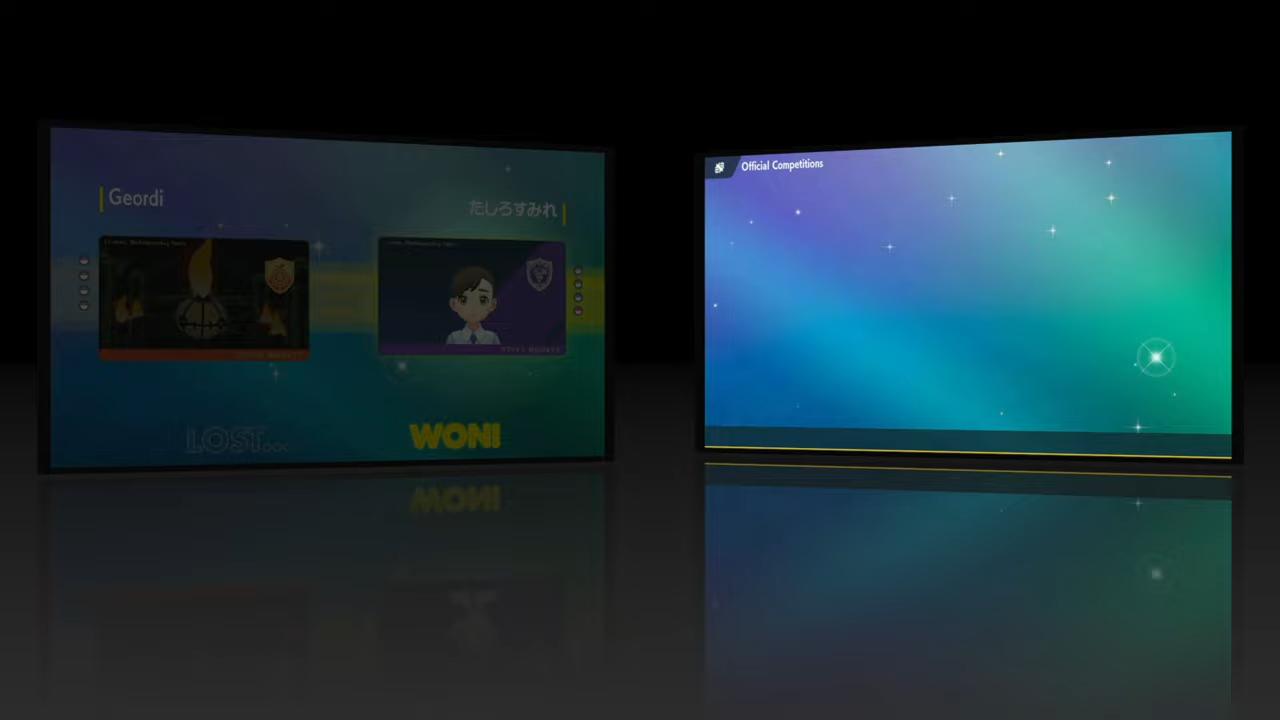 Geordi
たしろすみれ
LOST...
WON!
Official Competitions